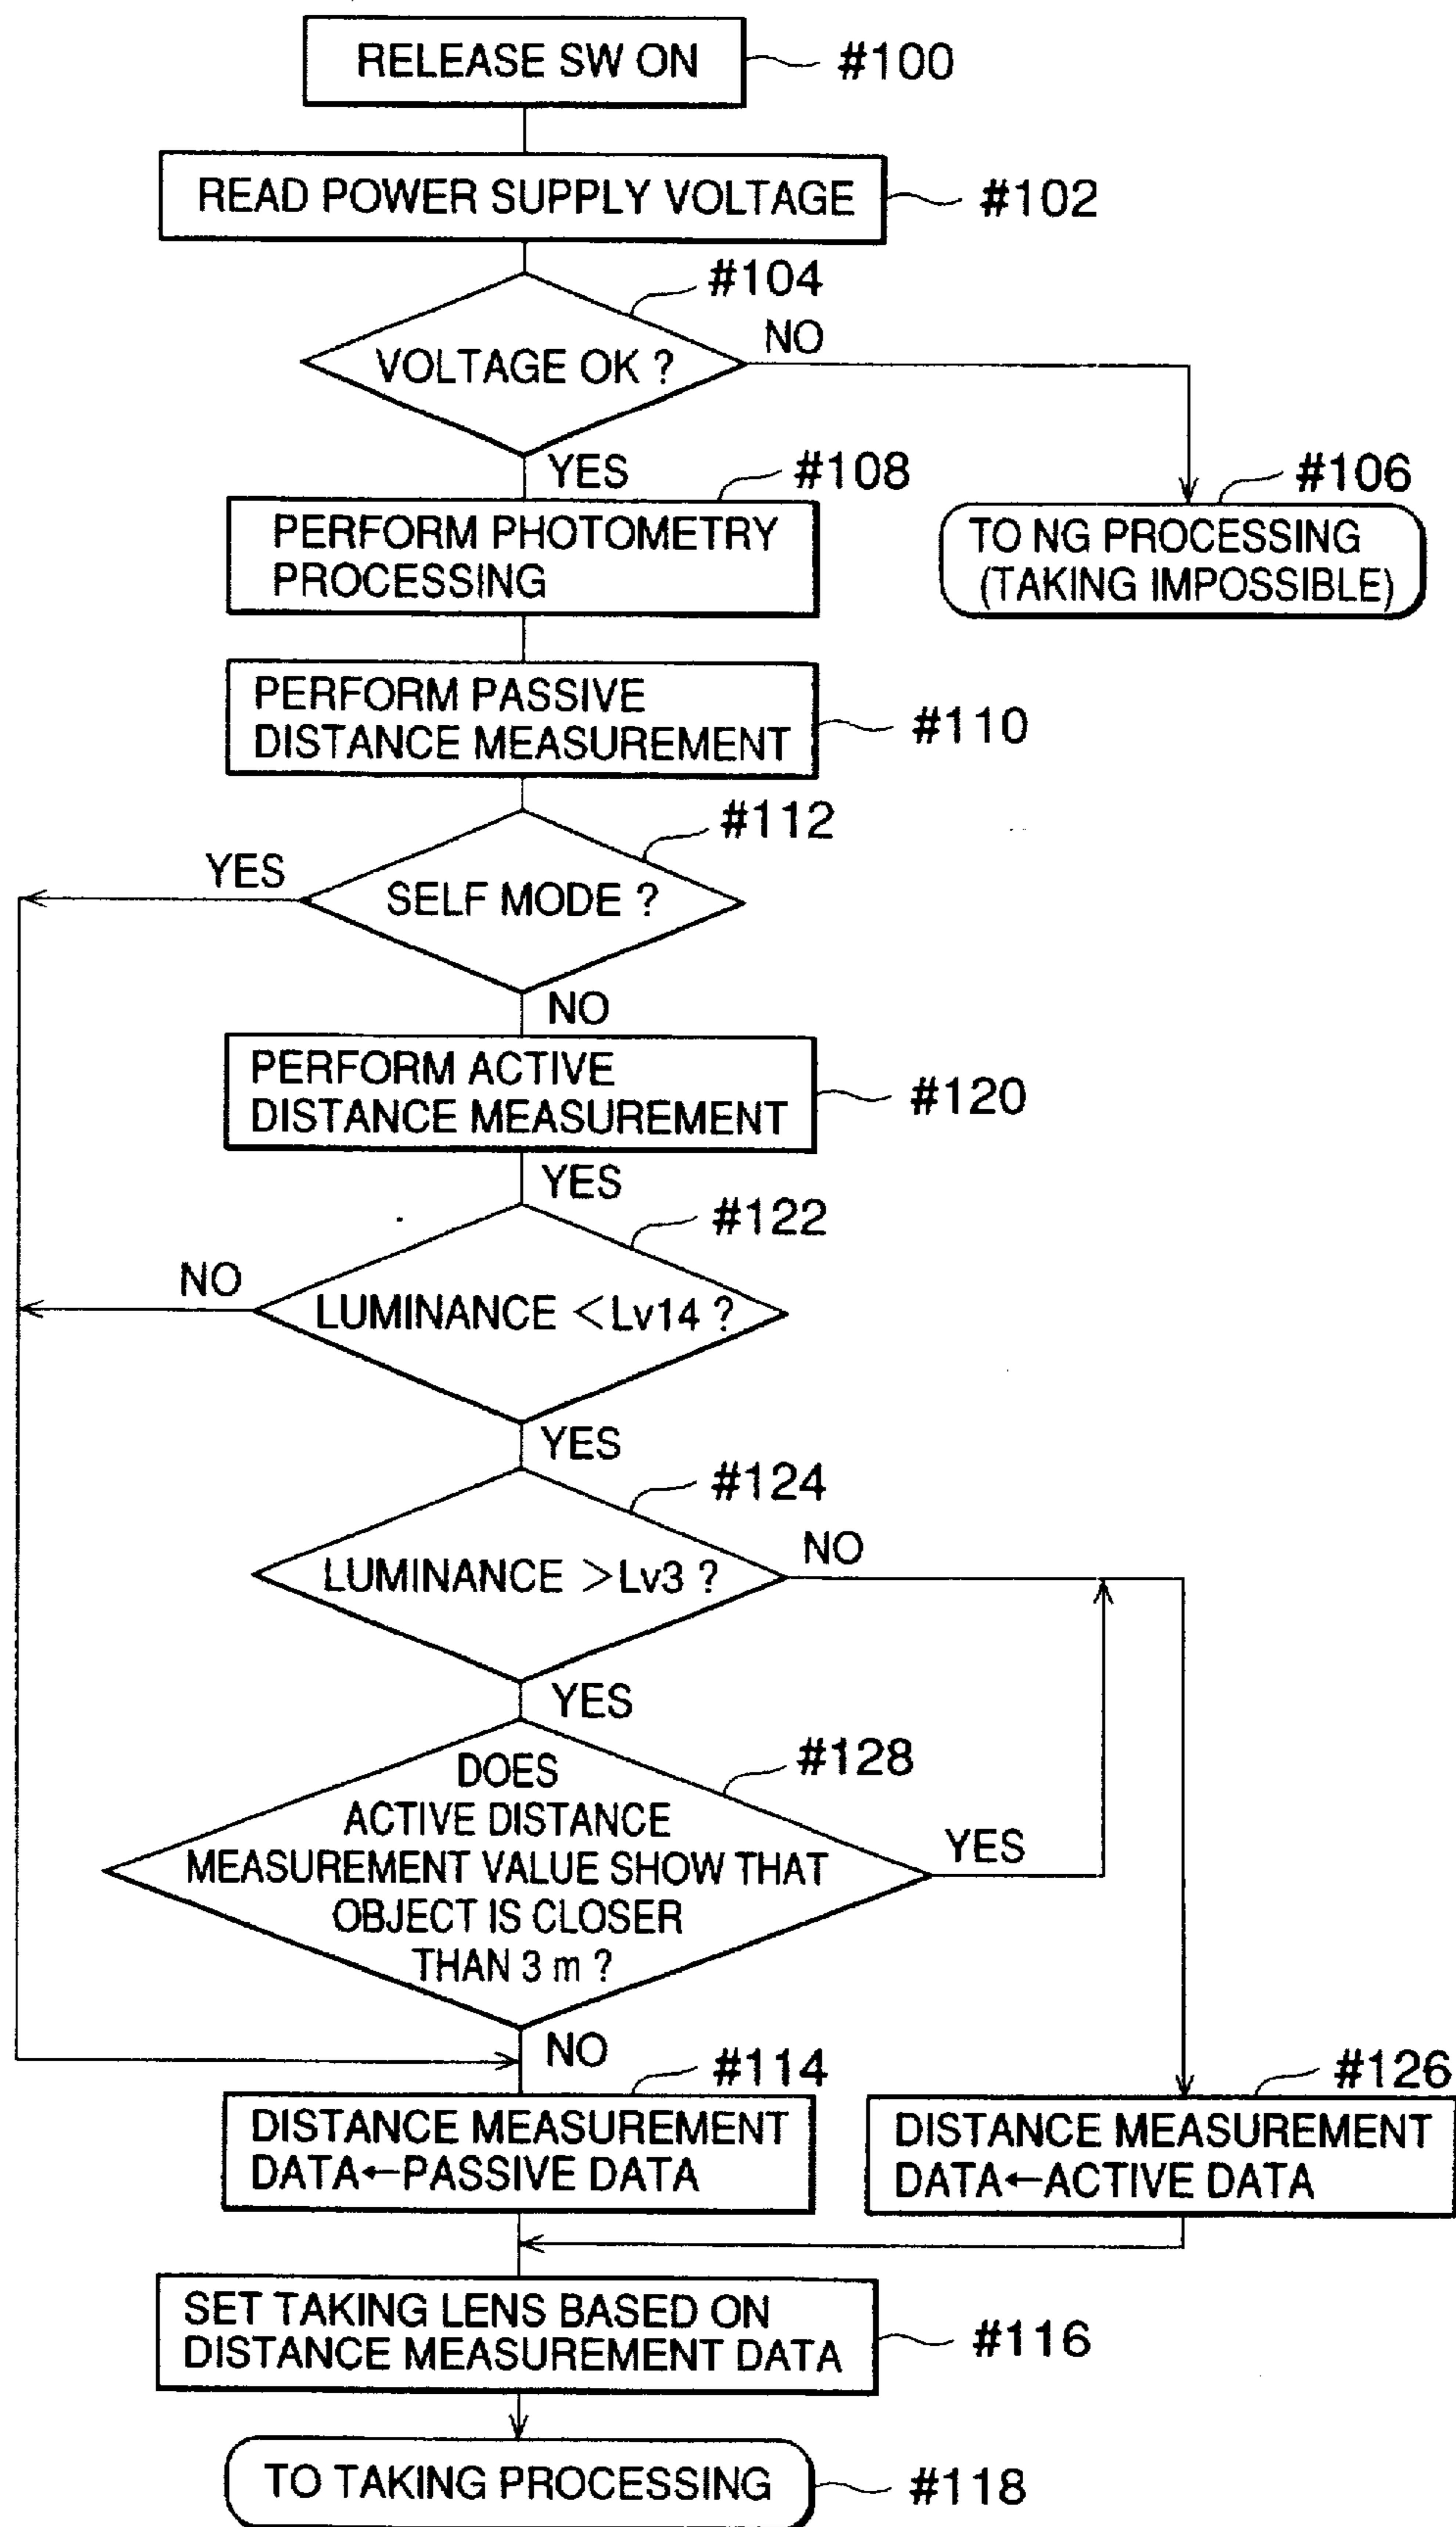 RELEASE SW ON
#100
READ POWER SUPPLY VOLTAGE
#102
#104
VOLTAGE OK ?
NO
YES
#108
PERFORM PHOTOMETRY
PROCESSING
#106
TO NG PROCESSING
(TAKING IMPOSSIBLE)
PERFORM PASSIVE
DISTANCE MEASUREMENT
#110
#112
YES
SELF MODE ?
NO
PERFORM ACTIVE
DISTANCE MEASUREMENT
#120
YES
#122
NO
LUMINANCE <Lv14 ?
YES
#124
LUMINANCE >Lv3 ?
NO
YES
#128
DOES
ACTIVE DISTANCE
MEASUREMENT VALUE SHOW THAT
OBJECT IS CLOSER
THAN 3 m ?
YES
NO
#114
DISTANCE MEASUREMENT
DATA←PASSIVE DATA
#126
DISTANCE MEASUREMENT
DATA←ACTIVE DATA
SET TAKING LENS BASED ON
DISTANCE MEASUREMENT DATA
#116
TO TAKING PROCESSING
#118